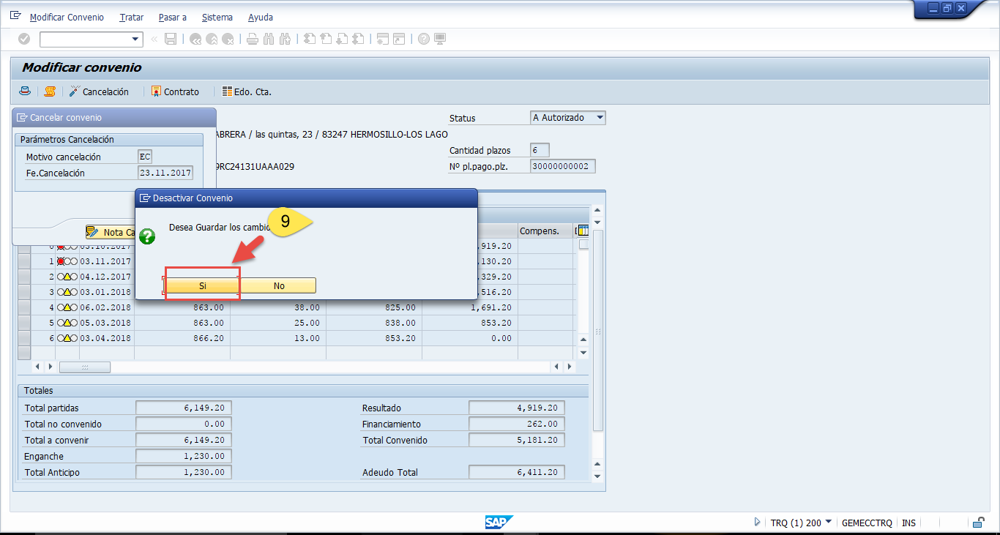 Modificar Convenio Tratar Pasar a Sistema Ayuda
Modificar convenio
Cancelación Contrato Edo. Cta.
Cancelar convenio
Parámetros Cancelación
Motivo cancelación EC
Fe.Cancelación 23.11.2017
Nota
Status A Autorizado
/ las quintas, 23 / 83247 HERMOSILLO-LOS LAGO
Cantidad plazos 6
9RC24131UAAA029
Nº pl.pago.plz. 30000000002
Desactivar Convenio
Desea Guardar los
9
Si No
Compens.
0 03.10.2017 919.20
1 03.11.2017 130.20
2 04.12.2017 329.20
3 03.01.2018 516.20
4 06.02.2018 863.00 38.00 825.00 1,691.20
5 05.03.2018 863.00 25.00 838.00 853.20
6 03.04.2018 866.20 13.00 853.20 0.00
Totales
Total partidas 6,149.20 Resultado 4,919.20
Total no convenido 0.00 Financiamiento 262.00
Total a convenir 6,149.20 Total Convenido 5,181.20
Enganche 1,230.00
Total Anticipo 1,230.00 Adeudo Total 6,411.20
SAP TRQ (1) 200 GEMECCTRQ INS